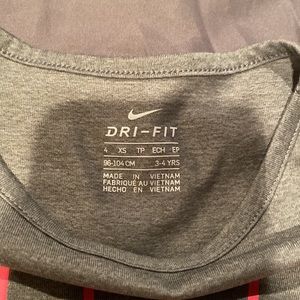 DRI-FIT
4 XS TP ECH EP
96-104 CM 3-4 YRS
MADE IN VIETNAM
FABRIQUÉ AU VIETNAM
HECHO EN VIETNAM